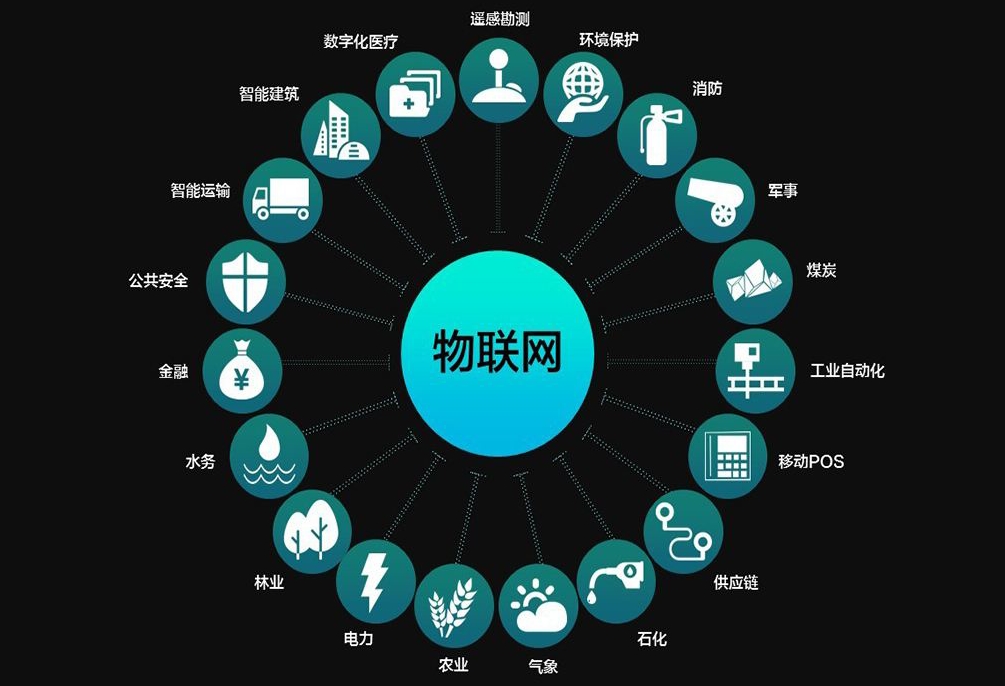 遥感勘测
环境保护
消防
军事
煤炭
工业自动化
移动POS
供应链
石化
气象
农业
电力
林业
水务
¥
金融
公共安全
智能运输
智能建筑
数字化医疗
物联网